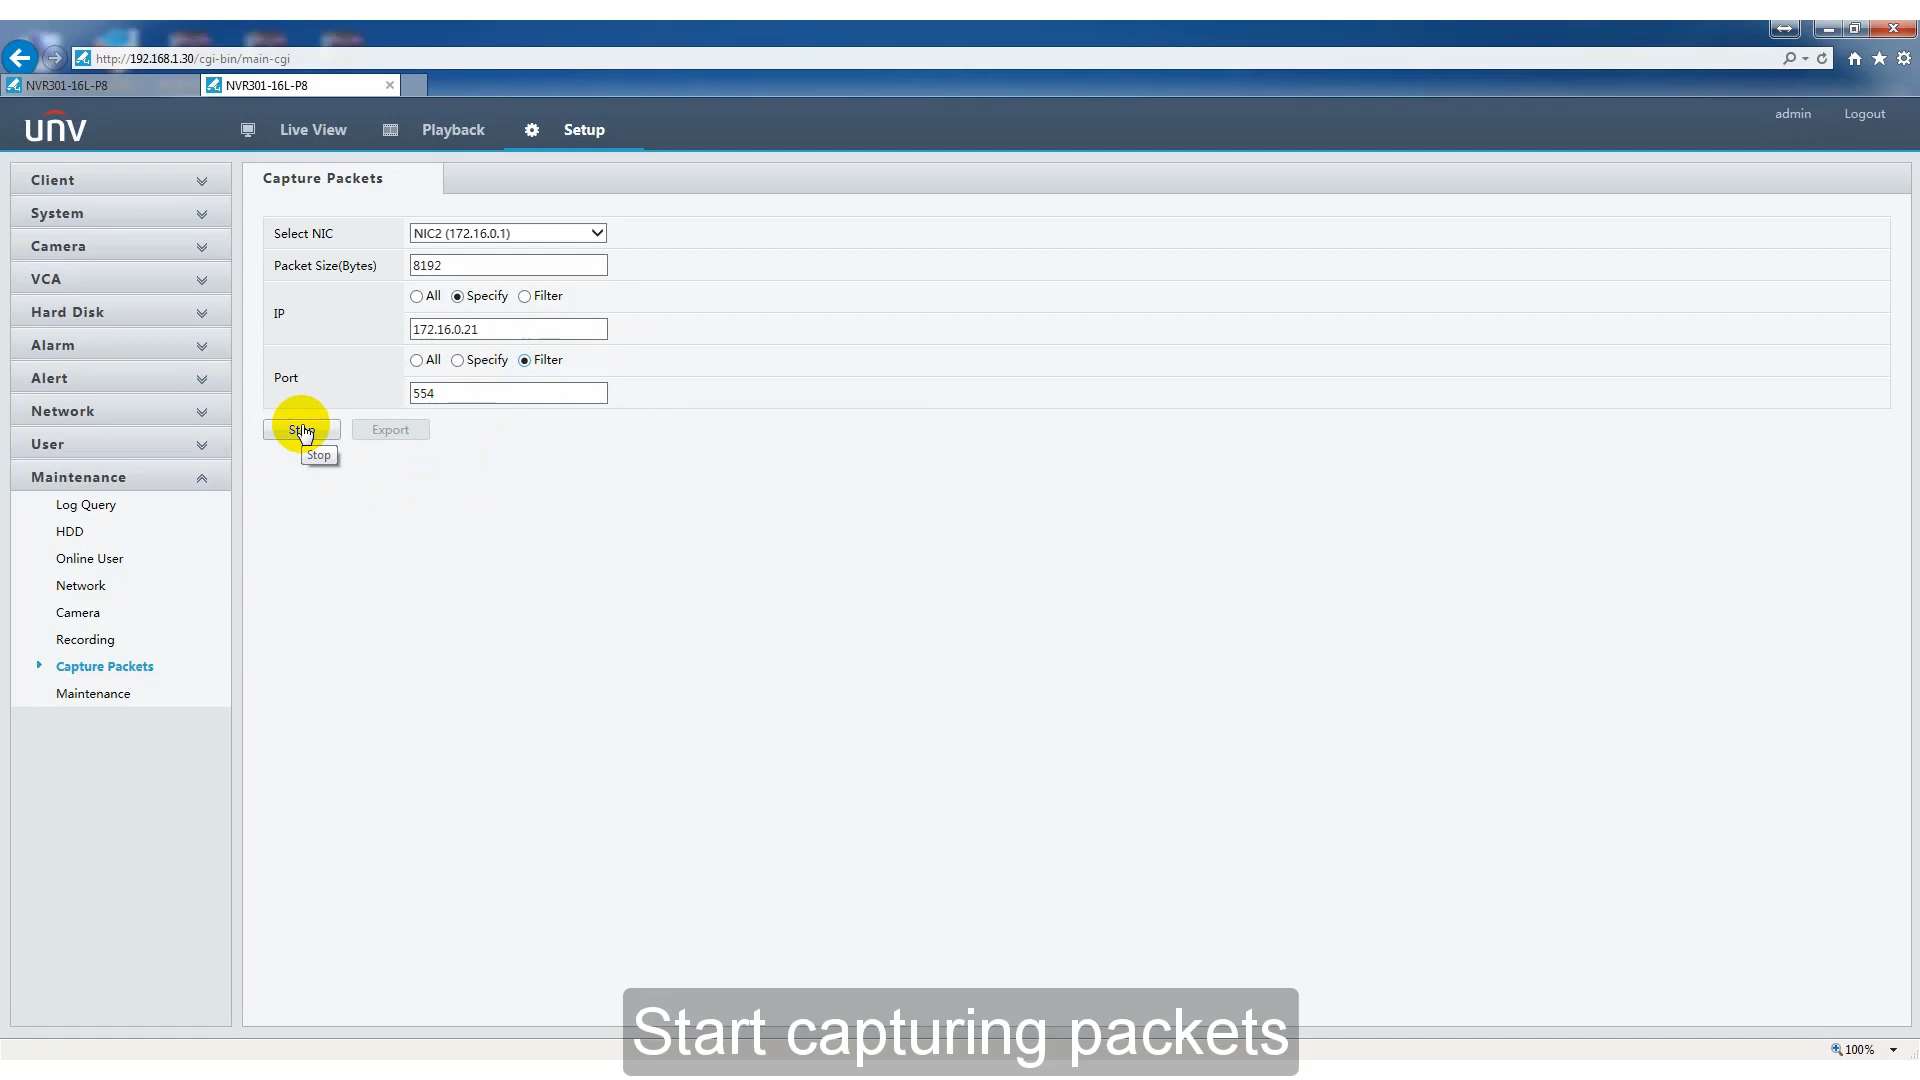 http://192.168.1.30/cgi-bin/main-cgi
NVR301-16L-P8
NVR301-16L-P8
unv
Live View
Playback
Setup
admin
Logout
Client
System
Camera
VCA
Hard Disk
Alarm
Alert
Network
User
Maintenance
Log Query
HDD
Online User
Network
Camera
Recording
Capture Packets
Maintenance
Capture Packets
Select NIC
NIC2 (172.16.0.1)
Packet Size(Bytes)
8192
IP
All Specify Filter
172.16.0.21
Port
All Specify Filter
554
Stop
Export
Stop
Start capturing packets
100%